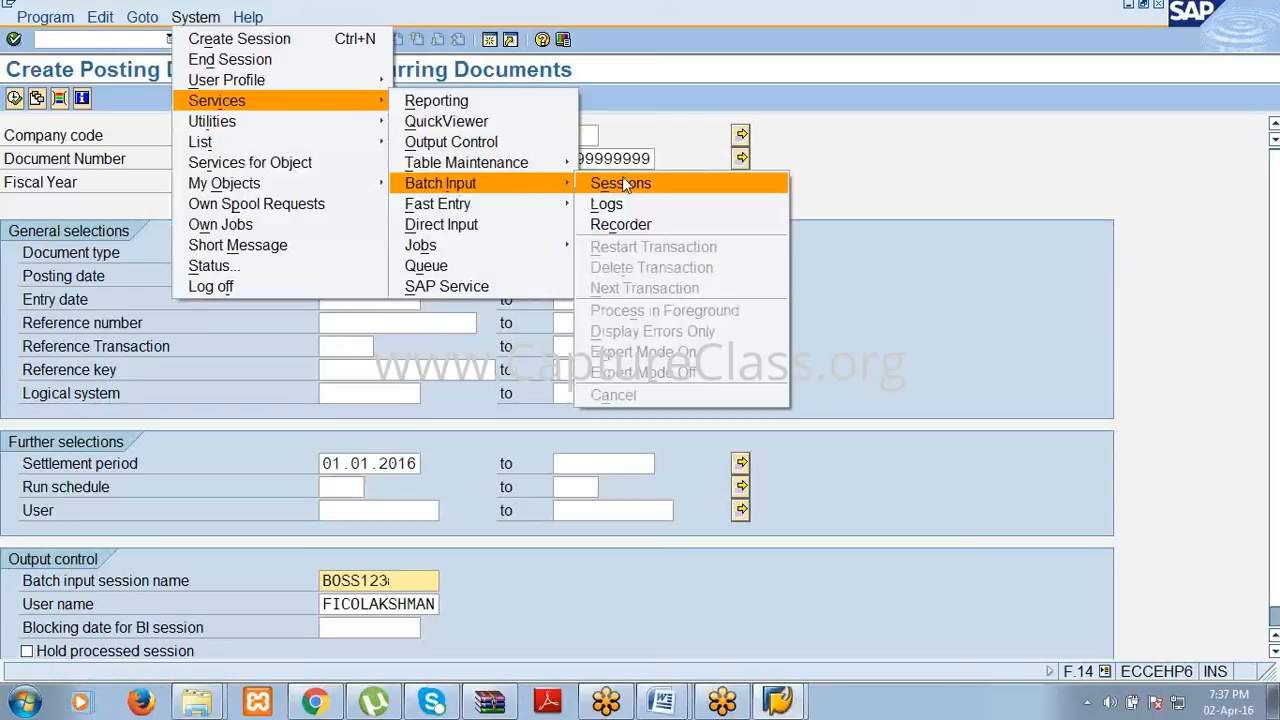 Program Edit Goto System Help
SAP
Create Session Ctrl+N
Create Posting D
urring Documents
End Session
User Profile
Services
Utilities
List
Services for Object
My Objects
Own Spool Requests
Own Jobs
Short Message
Status...
Log off
Reporting
QuickViewer
Output Control
Table Maintenance
Batch Input
Fast Entry
Direct Input
Jobs
Queue
SAP Service
Sessions
Logs
Recorder
Restart Transaction
Delete Transaction
Next Transaction
Process in Foreground
Display Errors Only
Expert Mode On
Expert Mode Off
Cancel
Company code
Document Number 99999999
Fiscal Year
General selections
Document type
Posting date
Entry date to
Reference number to
Reference Transaction to
Reference key to
Logical system to
www.CaptureClass.org
Further selections
Settlement period 01.01.2016 to
Run schedule to
User to
Output control
Batch input session name BOSS123
User name FICOLAKSHMAN
Blocking date for BI session
Hold processed session
F.14 ECCEHP6 INS
7:37 PM
02-Apr-16